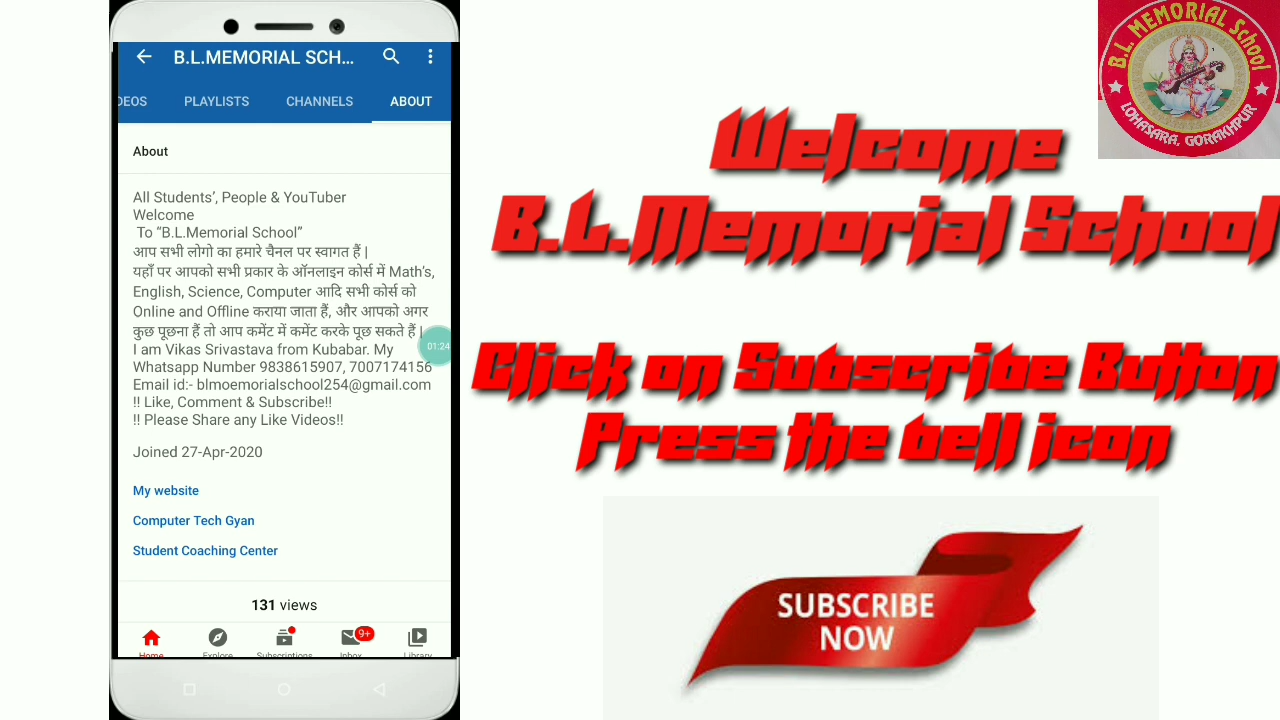 B.L.MEMORIAL SCH...
DEOS PLAYLISTS CHANNELS ABOUT
About
All Students’, People & YouTuber
Welcome
To “B.L.Memorial School”
आप सभी लोगो का हमारे चैनल पर स्वागत हैं |
यहाँ पर आपको सभी प्रकार के ऑनलाइन कोर्स में Math’s,
English, Science, Computer आदि सभी कोर्स को
Online and Offline कराया जाता हैं, और आपको अगर
कुछ पूछना हैं तो आप कमेंट में कमेंट करके पूछ सकते हैं |
01:24
I am Vikas Srivastava from Kubabar. My
Whatsapp Number 9838615907, 7007174156
Email id:- blmoemorialschool254@gmail.com
!! Like, Comment & Subscribe!!
!! Please Share any Like Videos!!
Joined 27-Apr-2020
My website
Computer Tech Gyan
Student Coaching Center
131 views
9+
Home Explore Subscriptions Inbox Library
B.L. MEMORIAL School
LOHASARA, GORAKHPUR
Welcome
B.L.Memorial School
Click on Subscribe Button
Press the bell icon
SUBSCRIBE
NOW